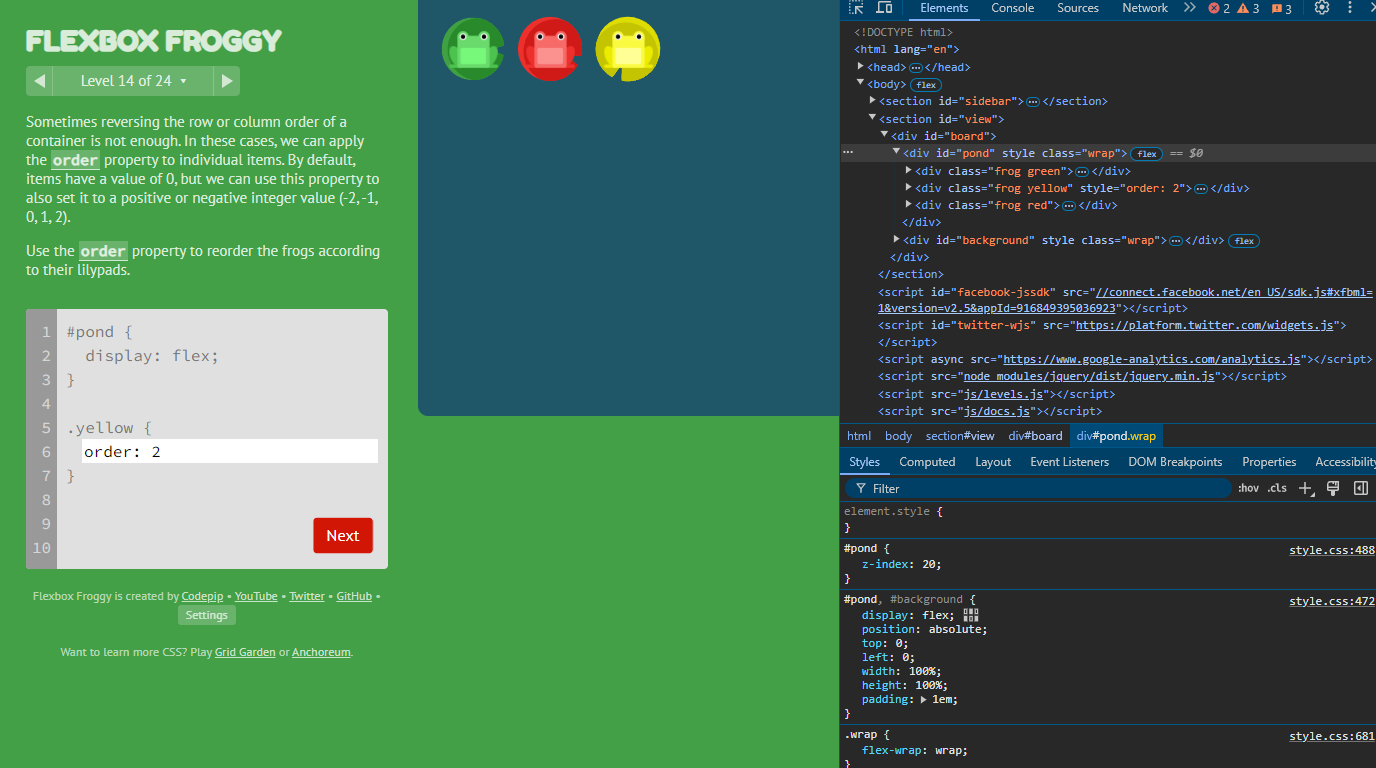 FLEXBOX FROGGY
Level 14 of 24
Sometimes reversing the row or column order of a
container is not enough. In these cases, we can apply
the order property to individual items. By default,
items have a value of 0, but we can use this property to
also set it to a positive or negative integer value (-2, -1,
0, 1, 2).
Use the order property to reorder the frogs according
to their lilypads.
1 #pond {
2 display: flex;
3 }
4
5 .yellow {
6 order: 2
7 }
8
9
10
Next
Flexbox Froggy is created by Codepip • YouTube • Twitter • GitHub •
Settings
Want to learn more CSS? Play Grid Garden or Anchoreum.
Elements Console Sources Network 2 3 3
<!DOCTYPE html>
<html lang="en">
<head> … </head>
<body> flex
<section id="sidebar"> … </section>
<section id="view">
<div id="board">
… <div id="pond" style class="wrap"> flex == $0
<div class="frog green"> … </div>
<div class="frog yellow" style="order: 2"> … </div>
<div class="frog red"> … </div>
</div>
<div id="background" style class="wrap"> … </div> flex
</div>
</section>
<script id="facebook-jssdk" src="//connect.facebook.net/en_US/sdk.js#xfbml=
1&version=v2.5&appId=916849395036923"></script>
<script id="twitter-wjs" src="https://platform.twitter.com/widgets.js">
</script>
<script async src="https://www.google-analytics.com/analytics.js"></script>
<script src="node_modules/jquery/dist/jquery.min.js"></script>
<script src="js/levels.js"></script>
<script src="js/docs.js"></script>
html body section#view div#board div#pond.wrap
Styles Computed Layout Event Listeners DOM Breakpoints Properties Accessibility
Filter :hov .cls
element.style {
}
#pond { style.css:488
z-index: 20;
}
#pond, #background { style.css:472
display: flex;
position: absolute;
top: 0;
left: 0;
width: 100%;
height: 100%;
padding: 1em;
}
.wrap { style.css:681
flex-wrap: wrap;
}